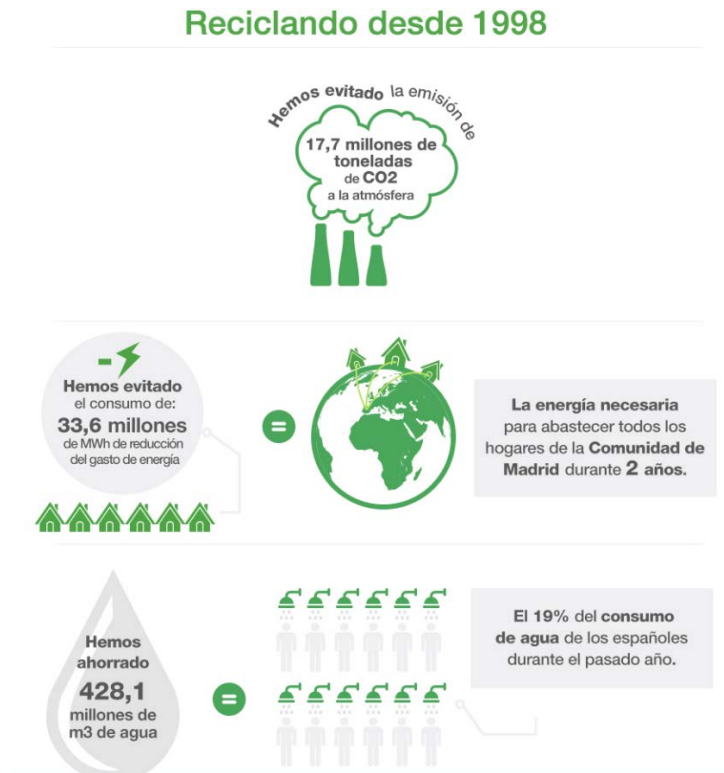 Reciclando desde 1998
Hemos evitado la emisión de
17,7 millones de
toneladas
de CO2
a la atmósfera
Hemos evitado
el consumo de:
33,6 millones
de MWh de reducción
del gasto de energía
=
La energía necesaria
para abastecer todos los
hogares de la Comunidad de
Madrid durante 2 años.
Hemos
ahorrado
428,1
millones de
m3 de agua
=
El 19% del consumo
de agua de los españoles
durante el pasado año.